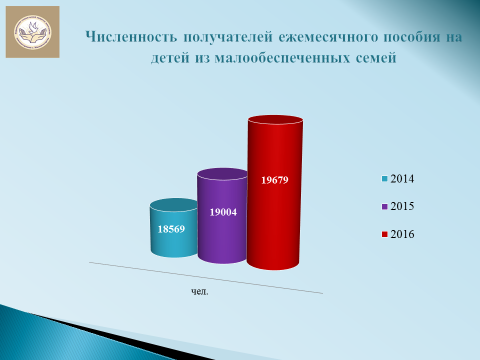 Численность получателей ежемесячного пособия на
детей из малообеспеченных семей
18569
19004
19679
2014
2015
2016
чел.